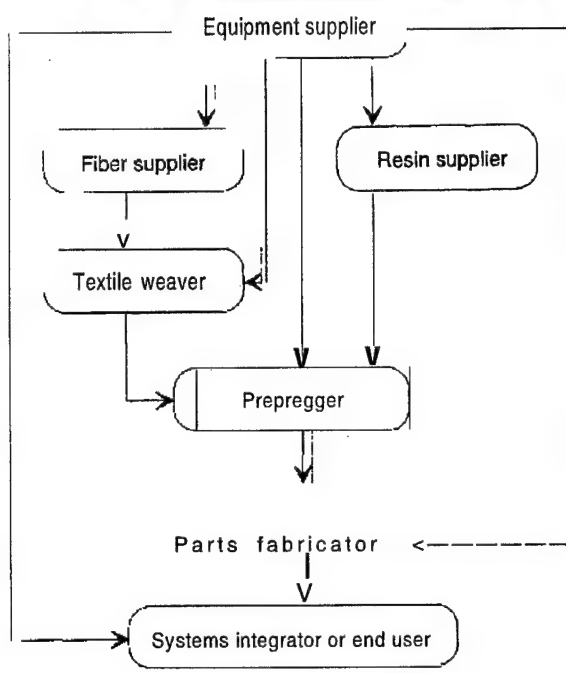 Equipment supplier
Fiber supplier
Resin supplier
Textile weaver
Prepregger
Parts fabricator
Systems integrator or end user